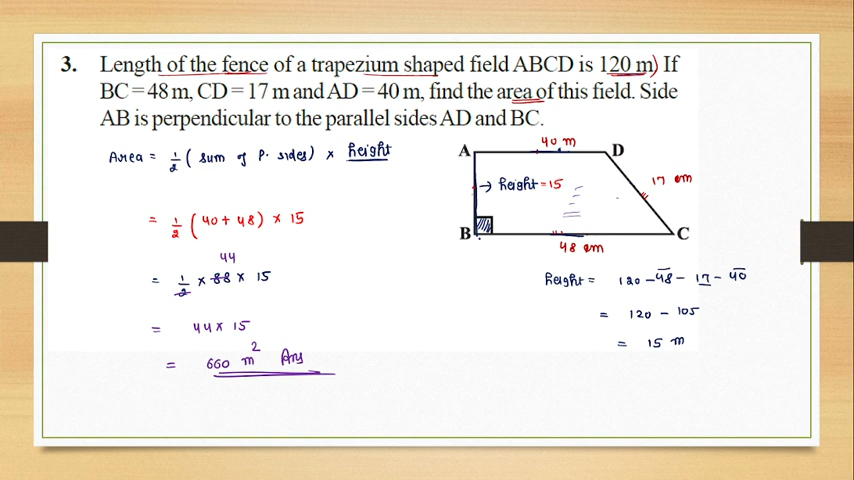 3. Length of the fence of a trapezium shaped field ABCD is 120 m. If
BC = 48 m, CD = 17 m and AD = 40 m, find the area of this field. Side
AB is perpendicular to the parallel sides AD and BC.
Area = 1/2 ( sum of P. sides) × height
= 1/2 ( 40 + 48 ) × 15
44
= 1/2 × 88 × 15
= 44 × 15
= 660 m² Ans
40 m
A D
→ height = 15
17 cm
B C
48 cm
height = 120 - 48 - 17 - 40
= 120 - 105
= 15 m